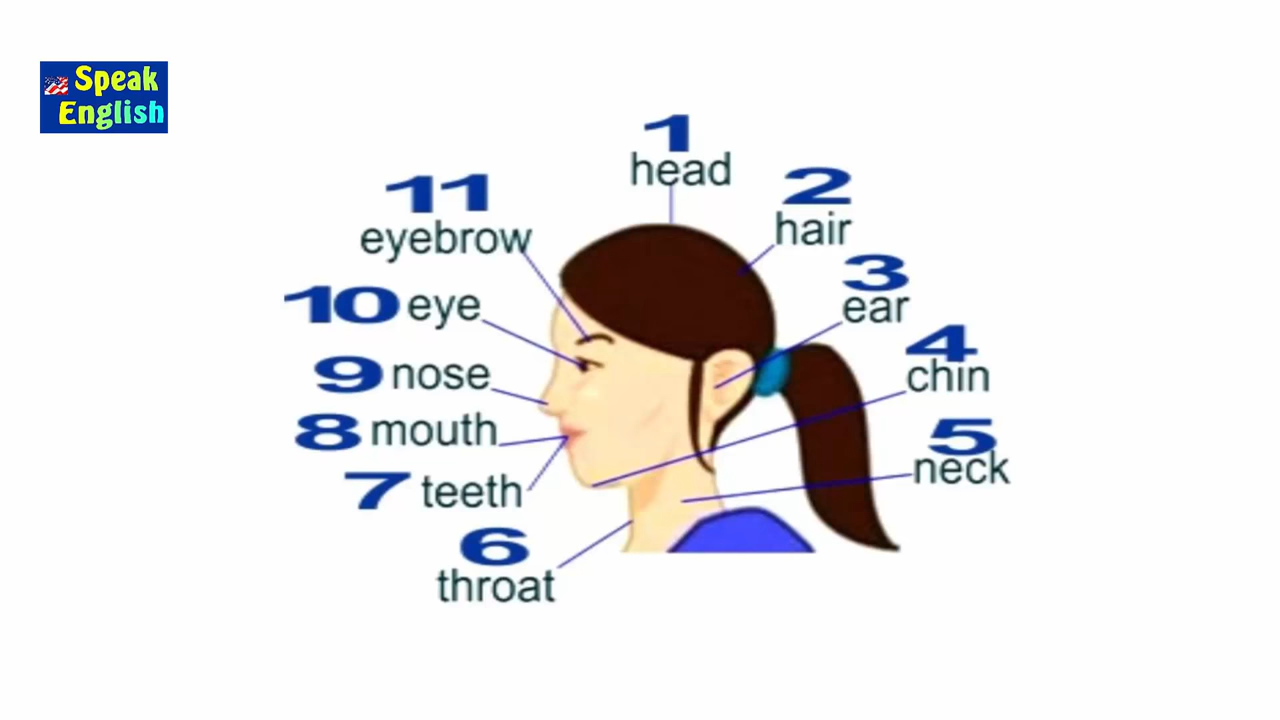 Speak
English
1
head
2
hair
3
ear
4
chin
5
neck
6
throat
7 teeth
8 mouth
9 nose
10 eye
11
eyebrow